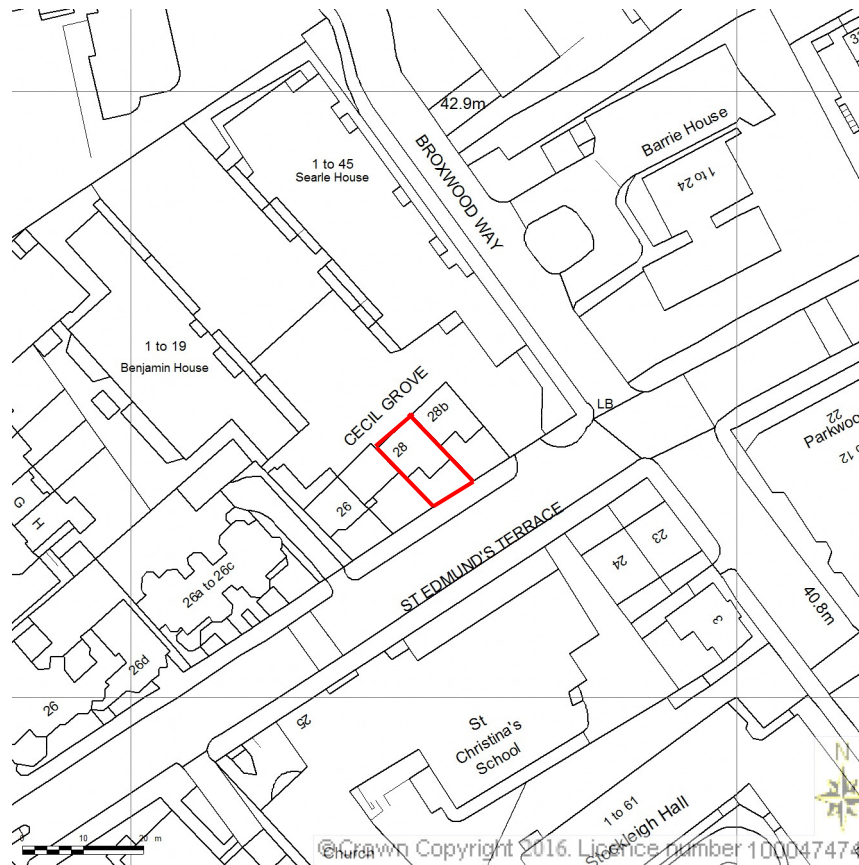 42.9m
BROXWOOD WAY
Barrie House
1 to 24
1 to 45
Searle House
1 to 19
Benjamin House
CECIL GROVE
28b
28
26
LB
22
Parkwoo
ST EDMUND'S TERRACE
G
H
26a to 26c
26d
26
25
24
23
3
40.8m
St
Christina's
School
1 to 61
Stockleigh Hall
N
0 10 20 m
Church
©Crown Copyright 2016. Licence number 100047474